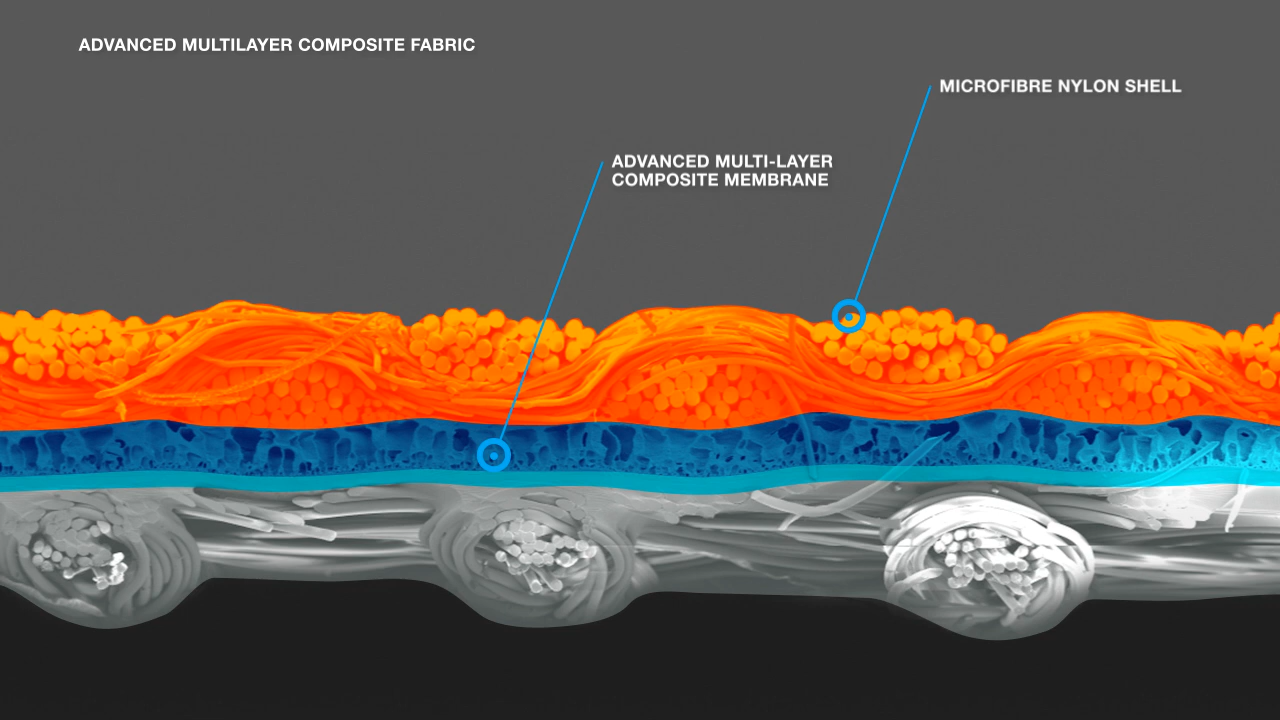 ADVANCED MULTILAYER COMPOSITE FABRIC
MICROFIBRE NYLON SHELL
ADVANCED MULTI-LAYER
COMPOSITE MEMBRANE